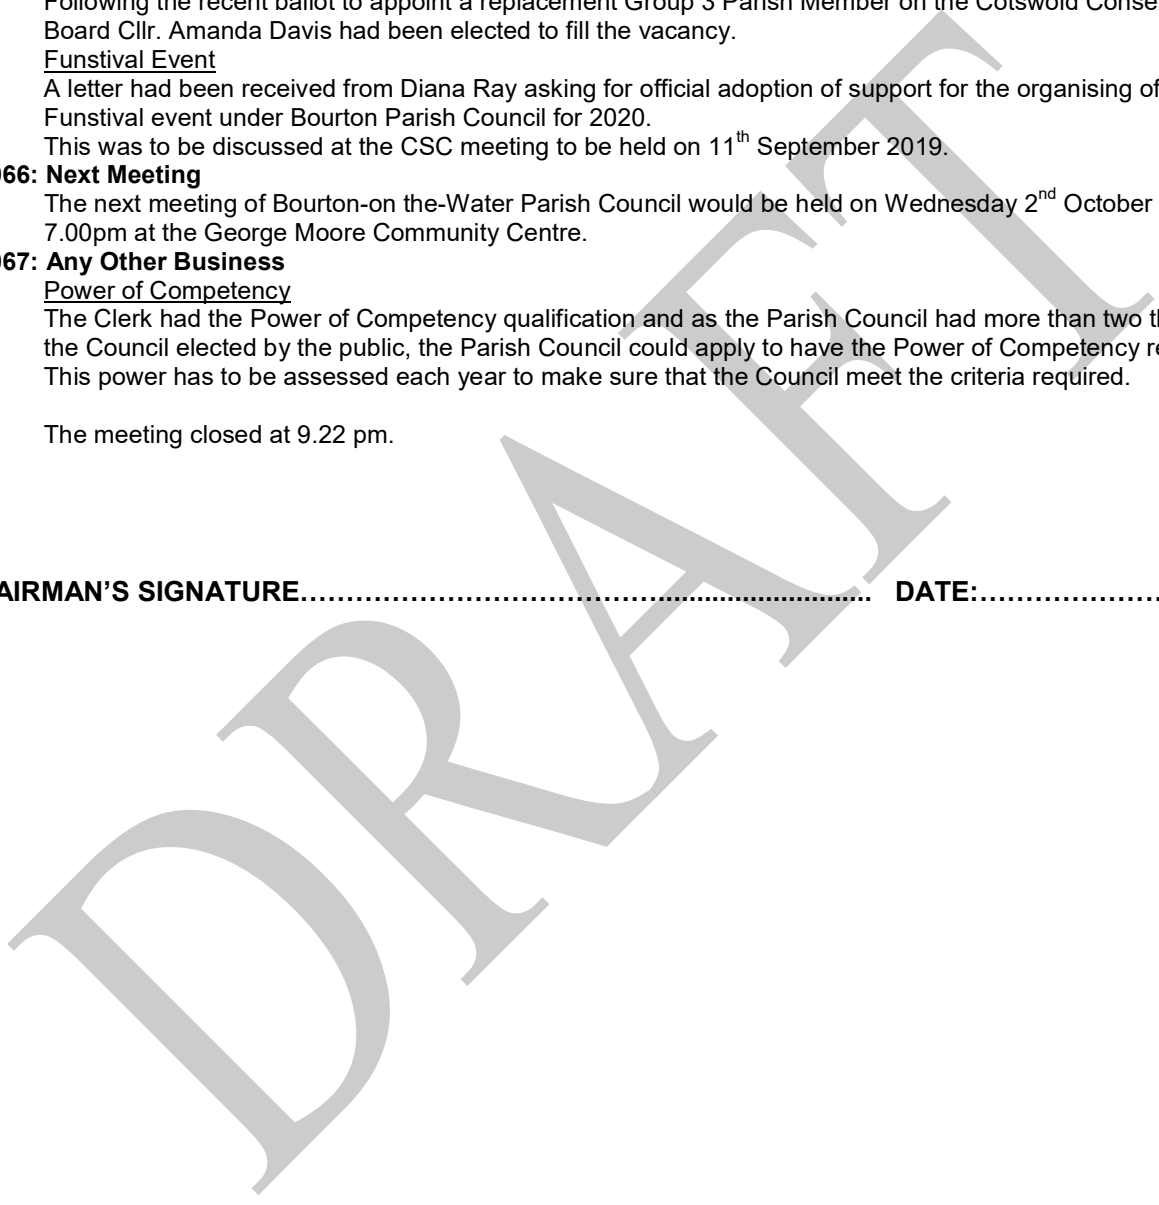 Following the recent ballot to appoint a replacement Group 3 Parish Member on the Cotswold
Board Cllr. Amanda Davis had been elected to fill the vacancy.
Funstival Event
A letter had been received from Diana Ray asking for official adoption of support for the organising of
Funstival event under Bourton Parish Council for 2020.
This was to be discussed at the CSC meeting to be held on 11th September 2019.
066: Next Meeting
The next meeting of Bourton-on the-Water Parish Council would be held on Wednesday 2nd October
7.00pm at the George Moore Community Centre.
067: Any Other Business
Power of Competency
The Clerk had the Power of Competency qualification and as the Parish Council had more than two
the Council elected by the public, the Parish Council could apply to have the Power of Competency
This power has to be assessed each year to make sure that the Council meet the criteria required.
The meeting closed at 9.22 pm.
AIRMAN'S SIGNATURE…………………………………............................ DATE:…………………
DRAFT